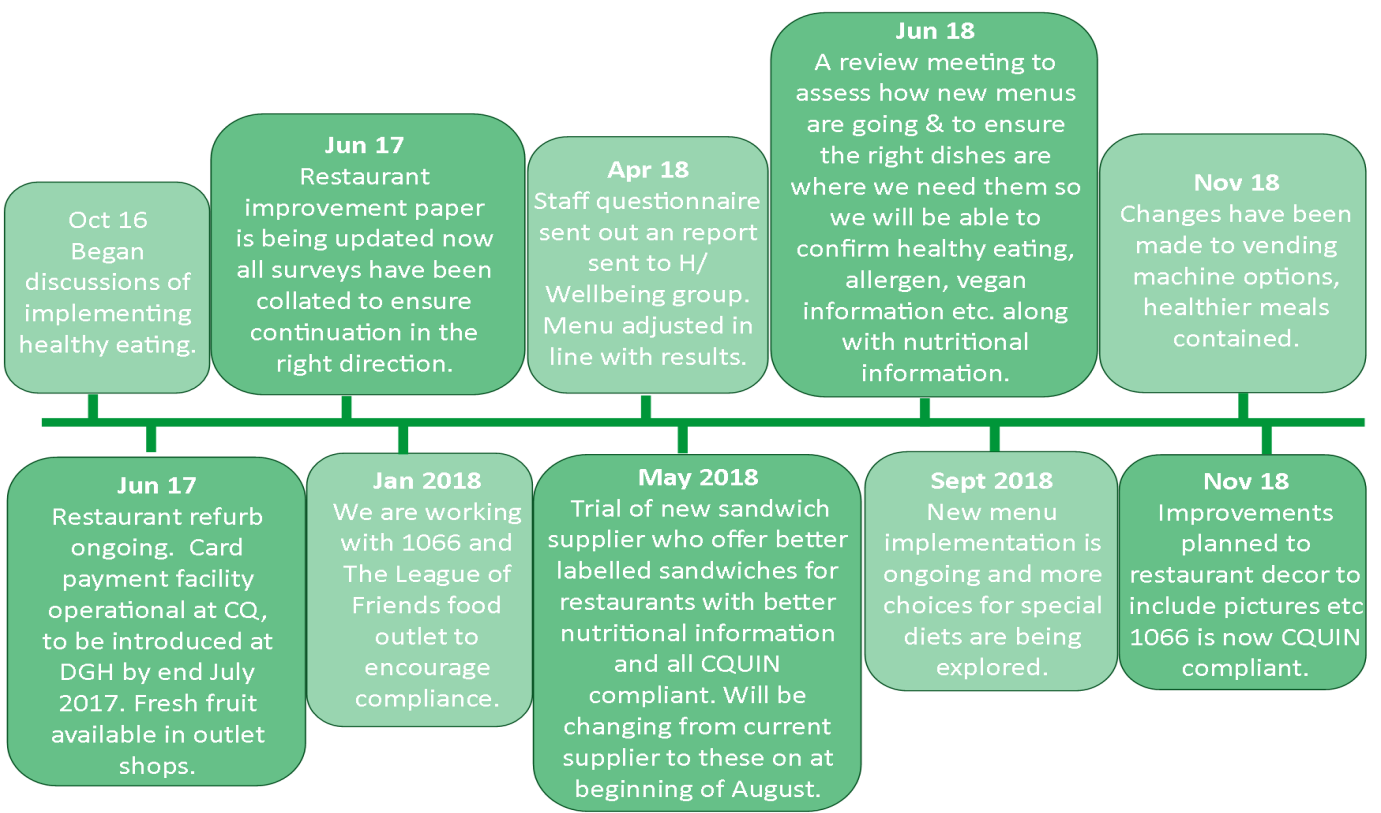 Oct 16
Began
discussions of
implementing
healthy eating.
Jun 17
Restaurant
improvement paper
is being updated now
all surveys have been
collated to ensure
continuation in the
right direction.
Apr 18
Staff questionnaire
sent out an report
sent to H/
Wellbeing group.
Menu adjusted in
line with results.
Jun 18
A review meeting to
assess how new menus
are going & to ensure
the right dishes are
where we need them so
we will be able to
confirm healthy eating,
allergen, vegan
information etc. along
with nutritional
information.
Nov 18
Changes have been
made to vending
machine options,
healthier meals
contained.
Jun 17
Restaurant refurb
ongoing.  Card
payment facility
operational at CQ,
to be introduced at
DGH by end July
2017. Fresh fruit
available in outlet
shops.
Jan 2018
We are working
with 1066 and
The League of
Friends food
outlet to
encourage
compliance.
May 2018
Trial of new sandwich
supplier who offer better
labelled sandwiches for
restaurants with better
nutritional information
and all CQUIN
compliant. Will be
changing from current
supplier to these on at
beginning of August.
Sept 2018
New menu
implementation is
ongoing and more
choices for special
diets are being
explored.
Nov 18
Improvements
planned to
restaurant decor to
include pictures etc
1066 is now CQUIN
compliant.